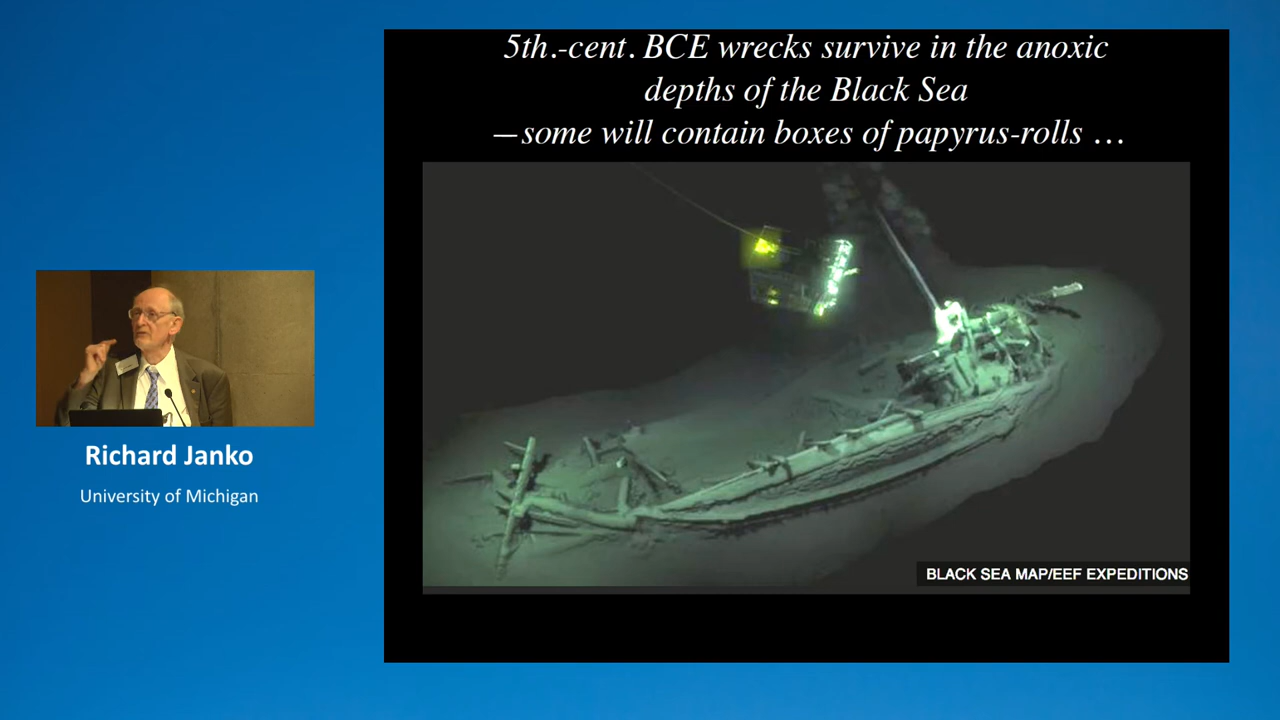 5th.-cent. BCE wrecks survive in the anoxic
depths of the Black Sea
—some will contain boxes of papyrus-rolls …
BLACK SEA MAP/EEF EXPEDITIONS
Richard Janko
University of Michigan